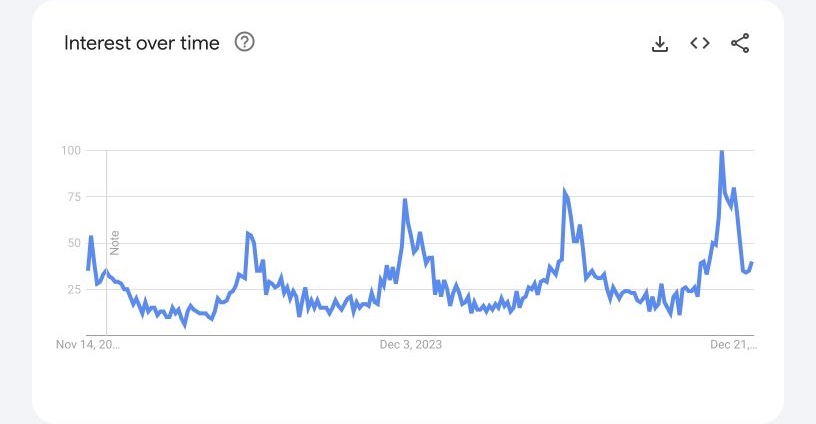 Interest over time
100
75
50
25
Note
Nov 14, 20...
Dec 3, 2023
Dec 21,...